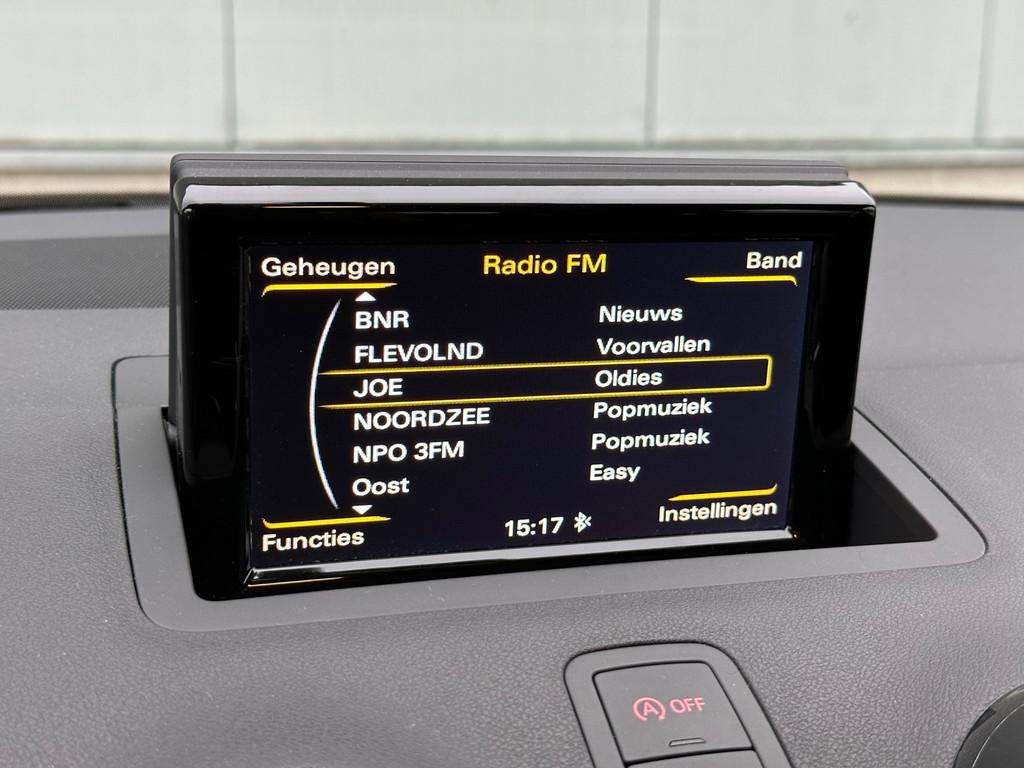 Geheugen Radio FM Band
BNR Nieuws
FLEVOLND Voorvallen
JOE Oldies
NOORDZEE Popmuziek
NPO 3FM Popmuziek
Oost Easy
Functies 15:17 Instellingen
A OFF